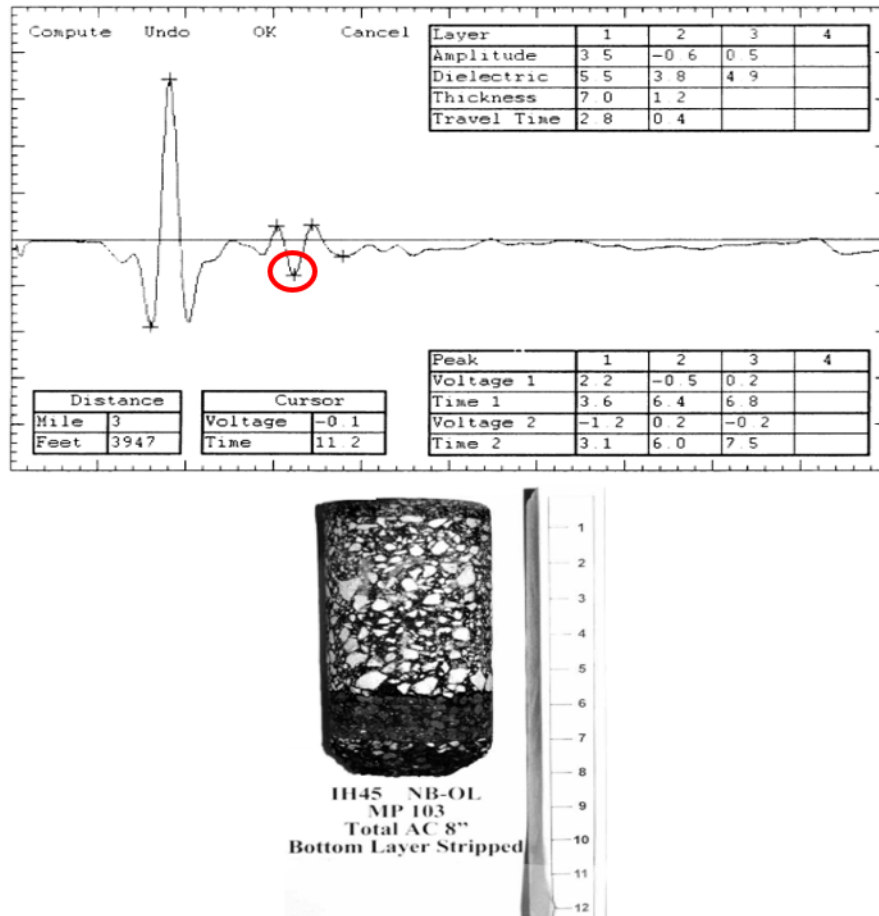 Compute Undo OK Cancel
Layer 1 2 3 4
Amplitude 3 5 -0.6 0.5
Dielectric 5.5 3.8 4 9
Thickness 7.0 1.2
Travel Time 2.8 0.4
Peak 1 2 3 4
Voltage 1 2.2 -0.5 0.2
Time 1 3.6 6.4 6.8
Voltage 2 -1.2 0.2 -0.2
Time 2 3.1 6.0 7.5
Distance
Mile 3
Feet 3947
Cursor
Voltage -0.1
Time 11.2
1
2
3
4
5
6
7
8
9
10
11
12
IH45 NB-OL
MP 103
Total AC 8”
Bottom Layer Stripped